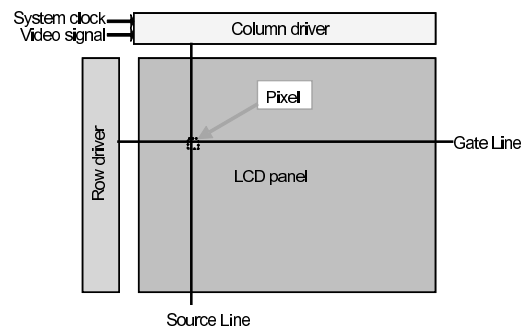 System clock
Video signal
Column driver
Pixel
Row driver
Gate Line
LCD panel
Source Line